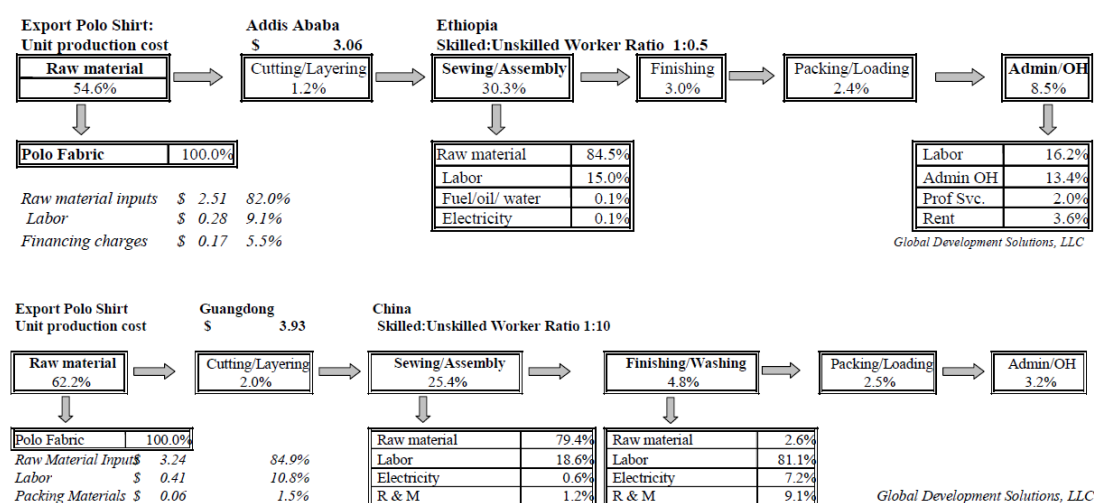 Export Polo Shirt: Addis Ababa Ethiopia
Unit production cost $ 3.06 Skilled:Unskilled Worker Ratio 1:0.5
Raw material Cutting/Layering Sewing/Assembly Finishing Packing/Loading Admin/OH
54.6% 1.2% 30.3% 3.0% 2.4% 8.5%
Polo Fabric 100.0% Raw material 84.5% Labor 16.2%
Labor 15.0% Admin OH 13.4%
Raw material inputs $ 2.51 82.0% Fuel/oil/ water 0.1% Prof Svc. 2.0%
Labor $ 0.28 9.1% Electricity 0.1% Rent 3.6%
Financing charges $ 0.17 5.5% Global Development Solutions, LLC
Export Polo Shirt Guangdong China
Unit production cost $ 3.93 Skilled:Unskilled Worker Ratio 1:10
Raw material Cutting/Layering Sewing/Assembly Finishing/Washing Packing/Loading Admin/OH
62.2% 2.0% 25.4% 4.8% 2.5% 3.2%
Polo Fabric 100.0% Raw material 79.4% Raw material 2.6%
Raw Material Inputs $ 3.24 84.9% Labor 18.6% Labor 81.1%
Labor $ 0.41 10.8% Electricity 0.6% Electricity 7.2%
Packing Materials $ 0.06 1.5% R & M 1.2% R & M 9.1% Global Development Solutions, LLC